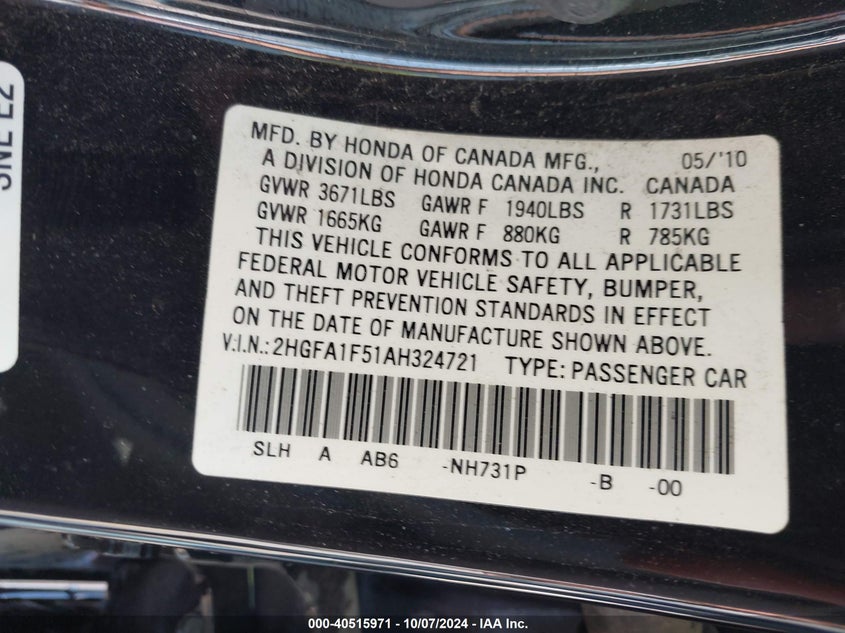 SNE E2
MFD. BY HONDA OF CANADA MFG., 05/'10
A DIVISION OF HONDA CANADA INC. CANADA
GVWR 3671LBS GAWR F 1940LBS R 1731LBS
GVWR 1665KG GAWR F 880KG R 785KG
THIS VEHICLE CONFORMS TO ALL APPLICABLE
FEDERAL MOTOR VEHICLE SAFETY, BUMPER,
AND THEFT PREVENTION STANDARDS IN EFFECT
ON THE DATE OF MANUFACTURE SHOWN ABOVE.
V.I.N.: 2HGFA1F51AH324721 TYPE: PASSENGER CAR
SLH A AB6 -NH731P -B -00
000-40515971 - 10/07/2024 - IAA Inc.